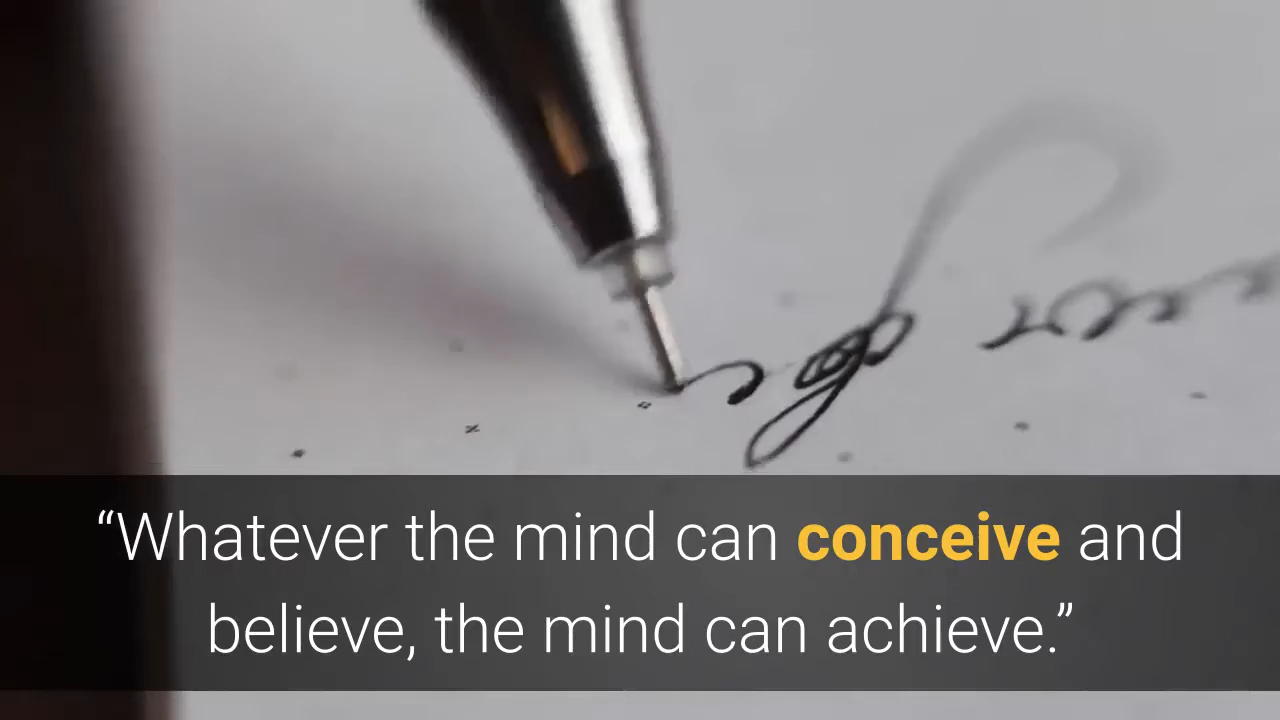 “Whatever the mind can conceive and
believe, the mind can achieve.”